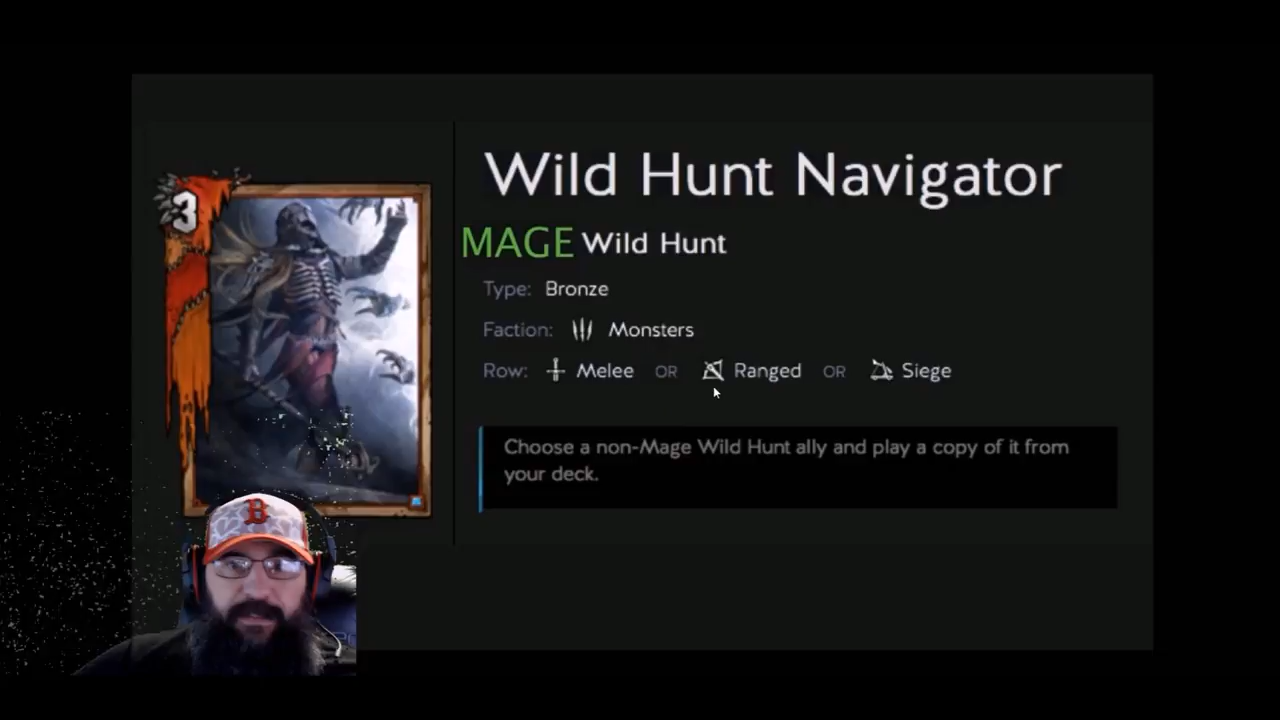 Wild Hunt Navigator
3
MAGE Wild Hunt
Type: Bronze
Faction: Monsters
Row: Melee OR Ranged OR Siege
Choose a non-Mage Wild Hunt ally and play a copy of it from
your deck.
B